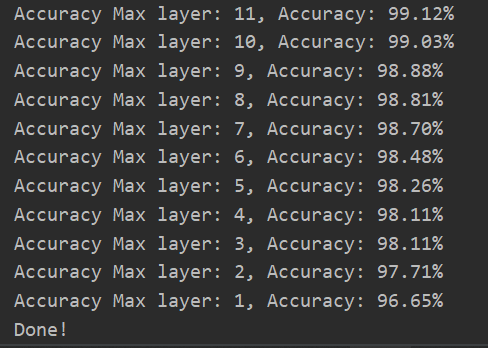 Accuracy Max layer: 11, Accuracy: 99.12%
Accuracy Max layer: 10, Accuracy: 99.03%
Accuracy Max layer: 9, Accuracy: 98.88%
Accuracy Max layer: 8, Accuracy: 98.81%
Accuracy Max layer: 7, Accuracy: 98.70%
Accuracy Max layer: 6, Accuracy: 98.48%
Accuracy Max layer: 5, Accuracy: 98.26%
Accuracy Max layer: 4, Accuracy: 98.11%
Accuracy Max layer: 3, Accuracy: 98.11%
Accuracy Max layer: 2, Accuracy: 97.71%
Accuracy Max layer: 1, Accuracy: 96.65%
Done!